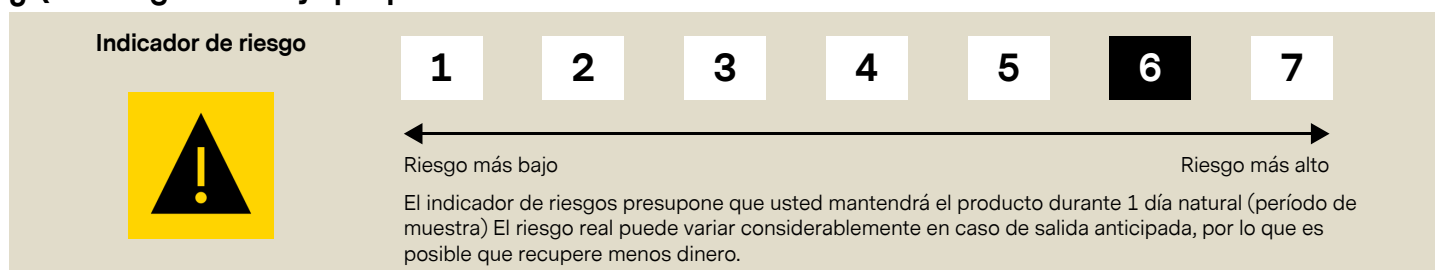 Indicador de riesgo
1 2 3 4 5 6 7
Riesgo más bajo Riesgo más alto
El indicador de riesgos presupone que usted mantendrá el producto durante 1 día natural (período de
muestra) El riesgo real puede variar considerablemente en caso de salida anticipada, por lo que es
posible que recupere menos dinero.